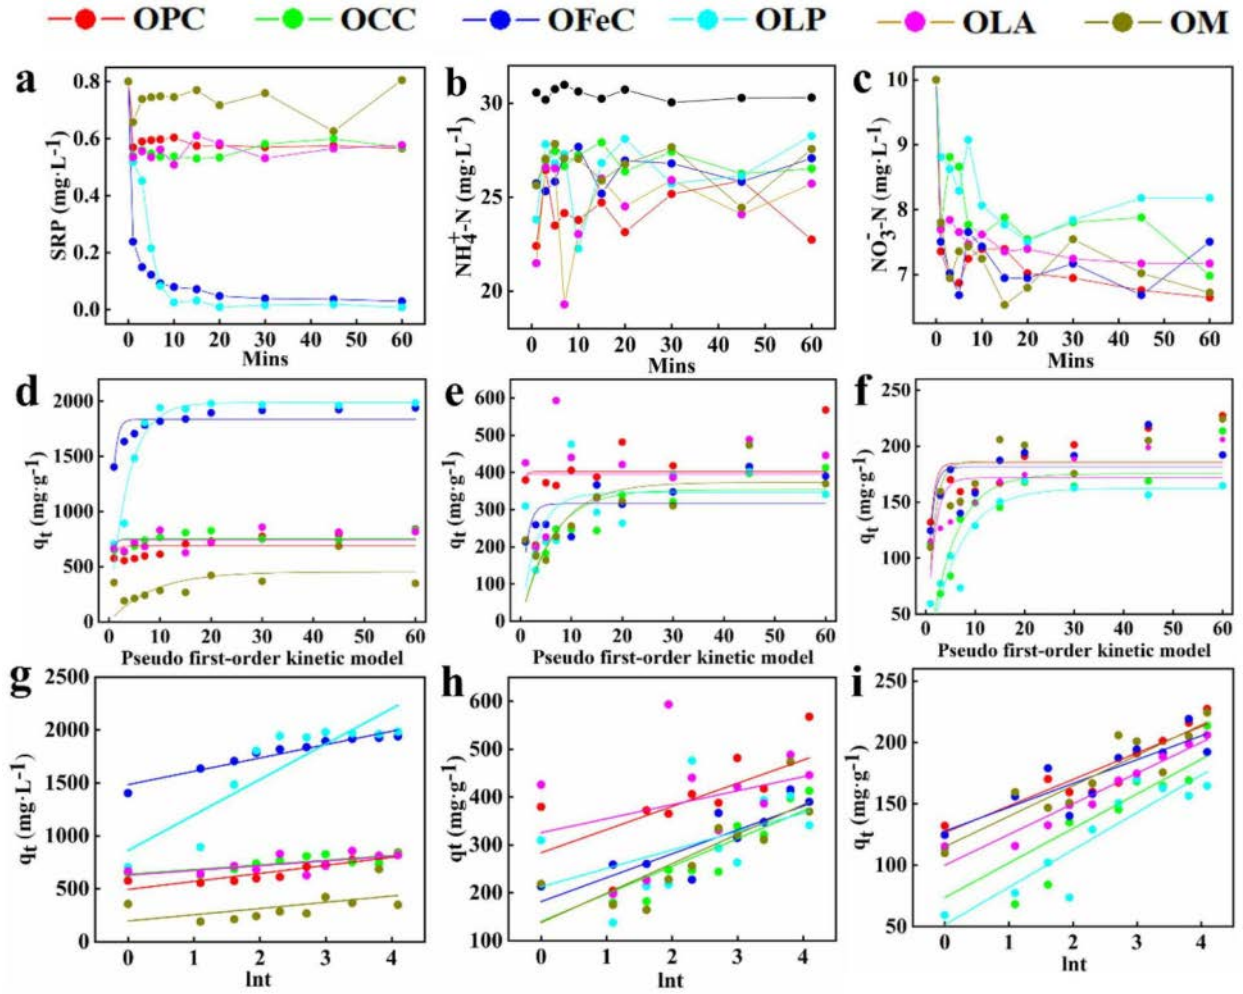 OPC OCC OFeC OLP OLA OM
a
SRP (mg·L⁻¹)
0.8
0.6
0.4
0.2
0.0
0 10 20 30 40 50 60
Mins
b
NH₄⁺-N (mg·L⁻¹)
30
25
20
0 10 20 30 40 50 60
Mins
c
NO₃⁻-N (mg·L⁻¹)
10
9
8
7
0 10 20 30 40 50 60
Mins
d
qₜ (mg·g⁻¹)
2000
1500
1000
500
0
0 10 20 30 40 50 60
Pseudo first-order kinetic model
e
qₜ (mg·g⁻¹)
600
500
400
300
200
100
0
0 10 20 30 40 50 60
Pseudo first-order kinetic model
f
qₜ (mg·g⁻¹)
250
200
150
100
50
0 10 20 30 40 50 60
Pseudo first-order kinetic model
g
qₜ (mg·L⁻¹)
2500
2000
1500
1000
500
0
0 1 2 3 4
lnt
h
qt (mg·g⁻¹)
600
500
400
300
200
100
0 1 2 3 4
lnt
i
qₜ (mg·g⁻¹)
250
200
150
100
50
0 1 2 3 4
lnt